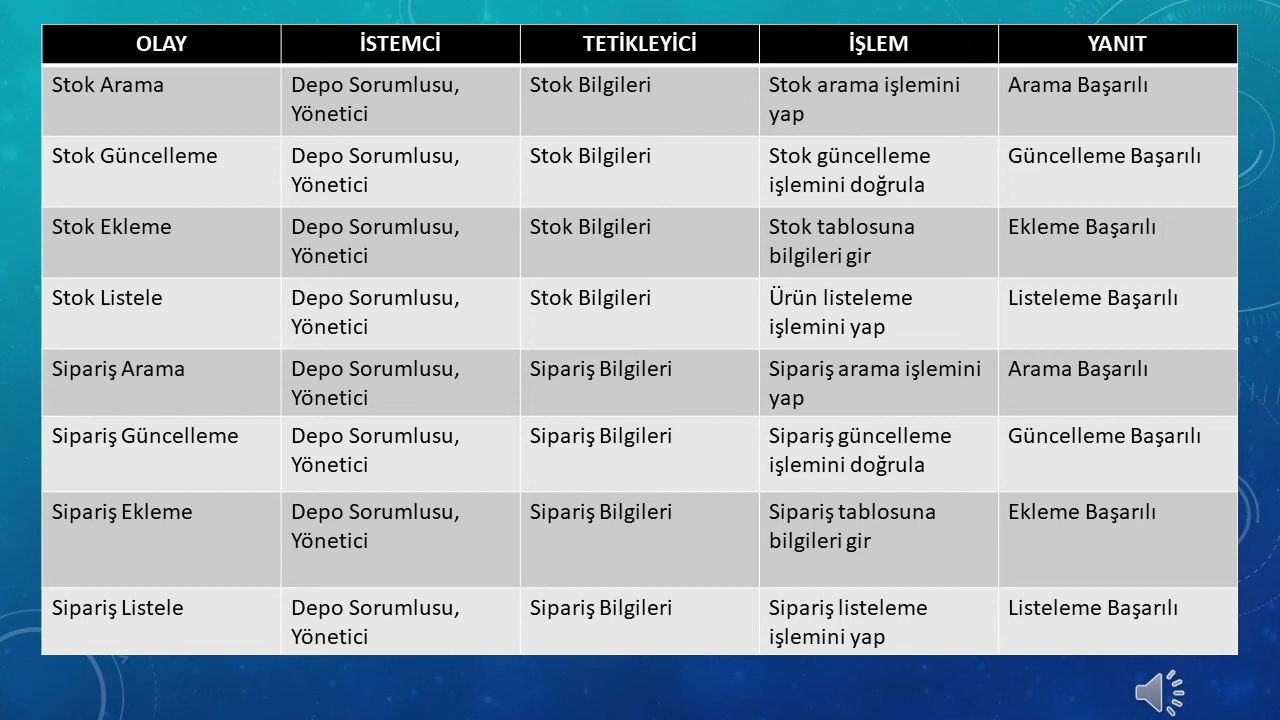 OLAY İSTEMCİ TETİKLEYİCİ İŞLEM YANIT
Stok Arama Depo Sorumlusu, Stok Bilgileri Stok arama işlemini Arama Başarılı
Yönetici yap
Stok Güncelleme Depo Sorumlusu, Stok Bilgileri Stok güncelleme Güncelleme Başarılı
Yönetici işlemini doğrula
Stok Ekleme Depo Sorumlusu, Stok Bilgileri Stok tablosuna Ekleme Başarılı
Yönetici bilgileri gir
Stok Listele Depo Sorumlusu, Stok Bilgileri Ürün listeleme Listeleme Başarılı
Yönetici işlemini yap
Sipariş Arama Depo Sorumlusu, Sipariş Bilgileri Sipariş arama işlemini Arama Başarılı
Yönetici yap
Sipariş Güncelleme Depo Sorumlusu, Sipariş Bilgileri Sipariş güncelleme Güncelleme Başarılı
Yönetici işlemini doğrula
Sipariş Ekleme Depo Sorumlusu, Sipariş Bilgileri Sipariş tablosuna Ekleme Başarılı
Yönetici bilgileri gir
Sipariş Listele Depo Sorumlusu, Sipariş Bilgileri Sipariş listeleme Listeleme Başarılı
Yönetici işlemini yap